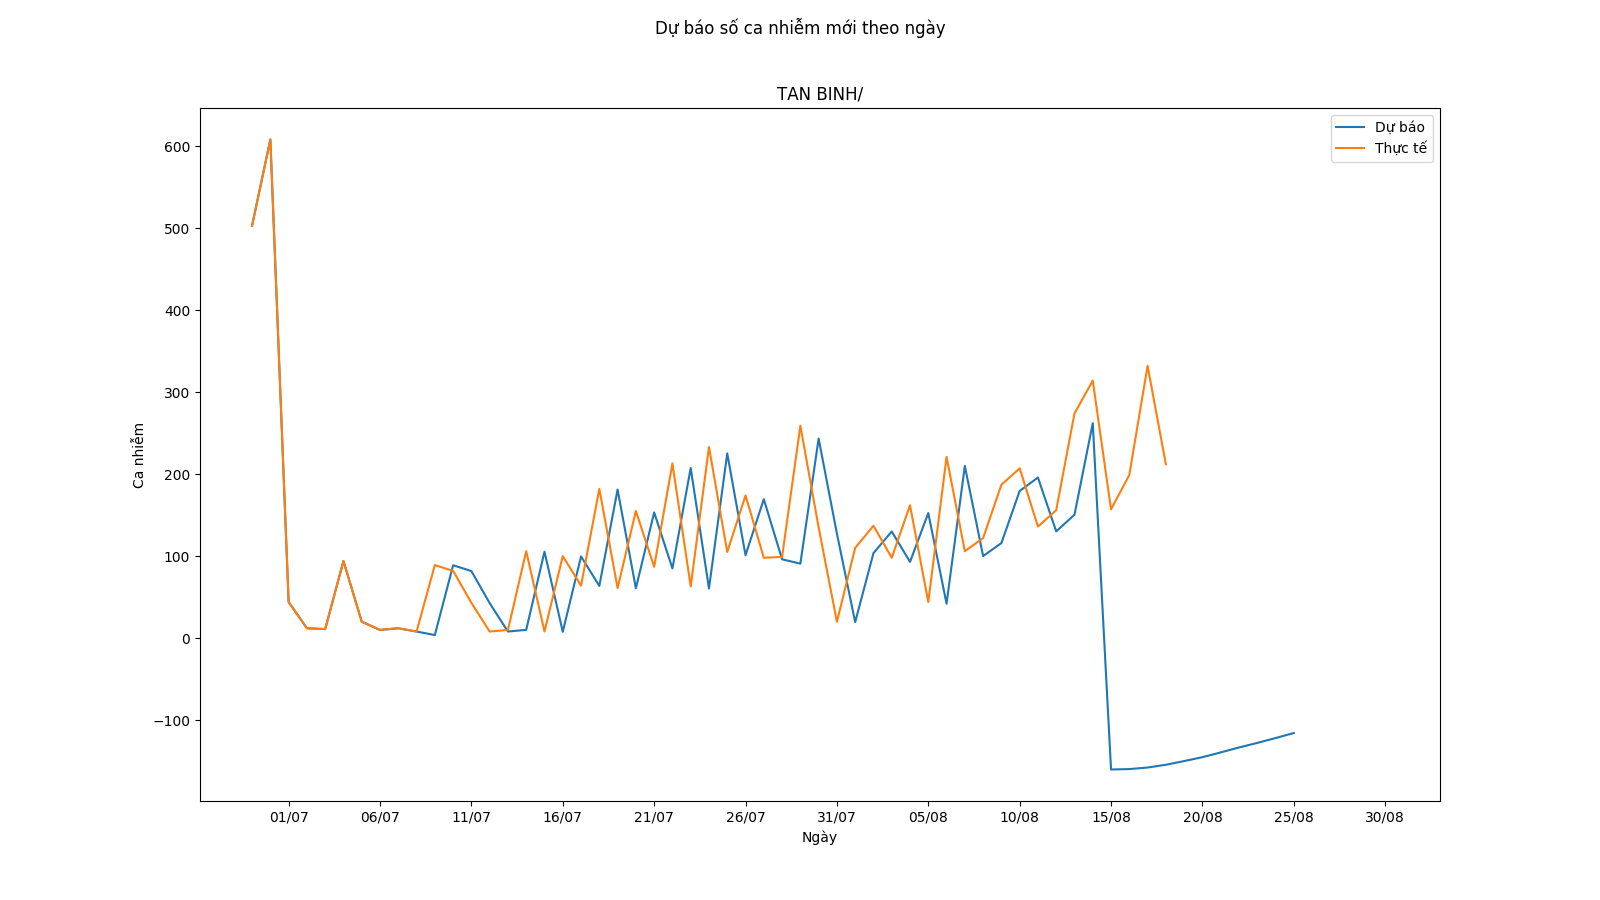 Dự báo số ca nhiễm mới theo ngày
TAN BINH/
Dự báo
Thực tế
600
500
400
300
200
100
0
−100
Ca nhiễm
01/07 06/07 11/07 16/07 21/07 26/07 31/07 05/08 10/08 15/08 20/08 25/08 30/08
Ngày